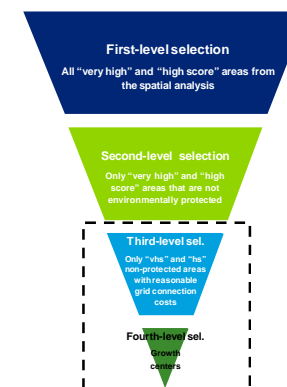 First-level selection
All “very high” and “high score” areas from
the spatial analysis
Second-level selection
Only “very high” and “high
score” areas that are not
environmentally protected
Third-level sel.
Only “vhs” and “hs”
non-protected areas
with reasonable
grid connection
costs
Fourth-level sel.
Growth
centers